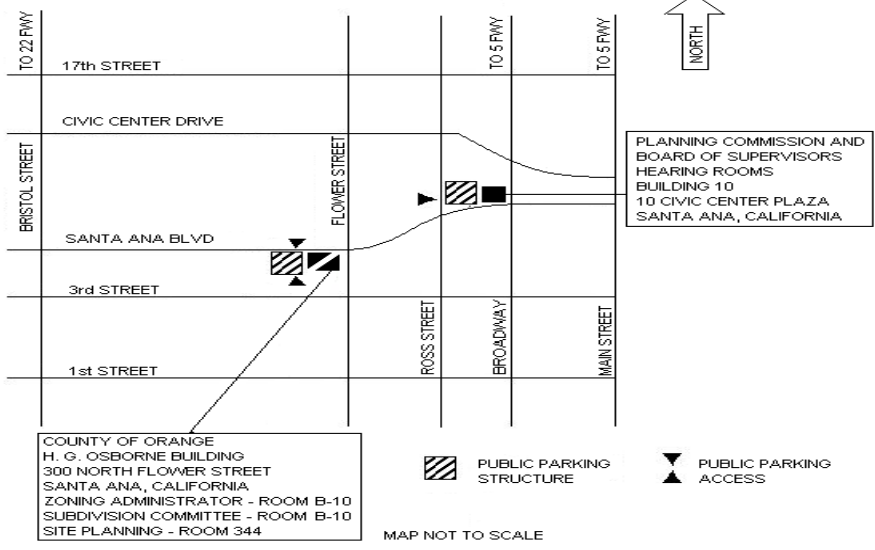 TO 22 FWY
TO 5 FWY
TO 5 FWY
NORTH
17th STREET
CIVIC CENTER DRIVE
BRISTOL STREET
FLOWER STREET
PLANNING COMMISSION AND
BOARD OF SUPERVISORS
HEARING ROOMS
BUILDING 10
10 CIVIC CENTER PLAZA
SANTA ANA, CALIFORNIA
SANTA ANA BLVD
3rd STREET
ROSS STREET
BROADWAY
MAIN STREET
1st STREET
COUNTY OF ORANGE
H. G. OSBORNE BUILDING
300 NORTH FLOWER STREET
SANTA ANA, CALIFORNIA
ZONING ADMINISTRATOR - ROOM B-10
SUBDIVISION COMMITTEE - ROOM B-10
SITE PLANNING - ROOM 344
PUBLIC PARKING
STRUCTURE
PUBLIC PARKING
ACCESS
MAP NOT TO SCALE